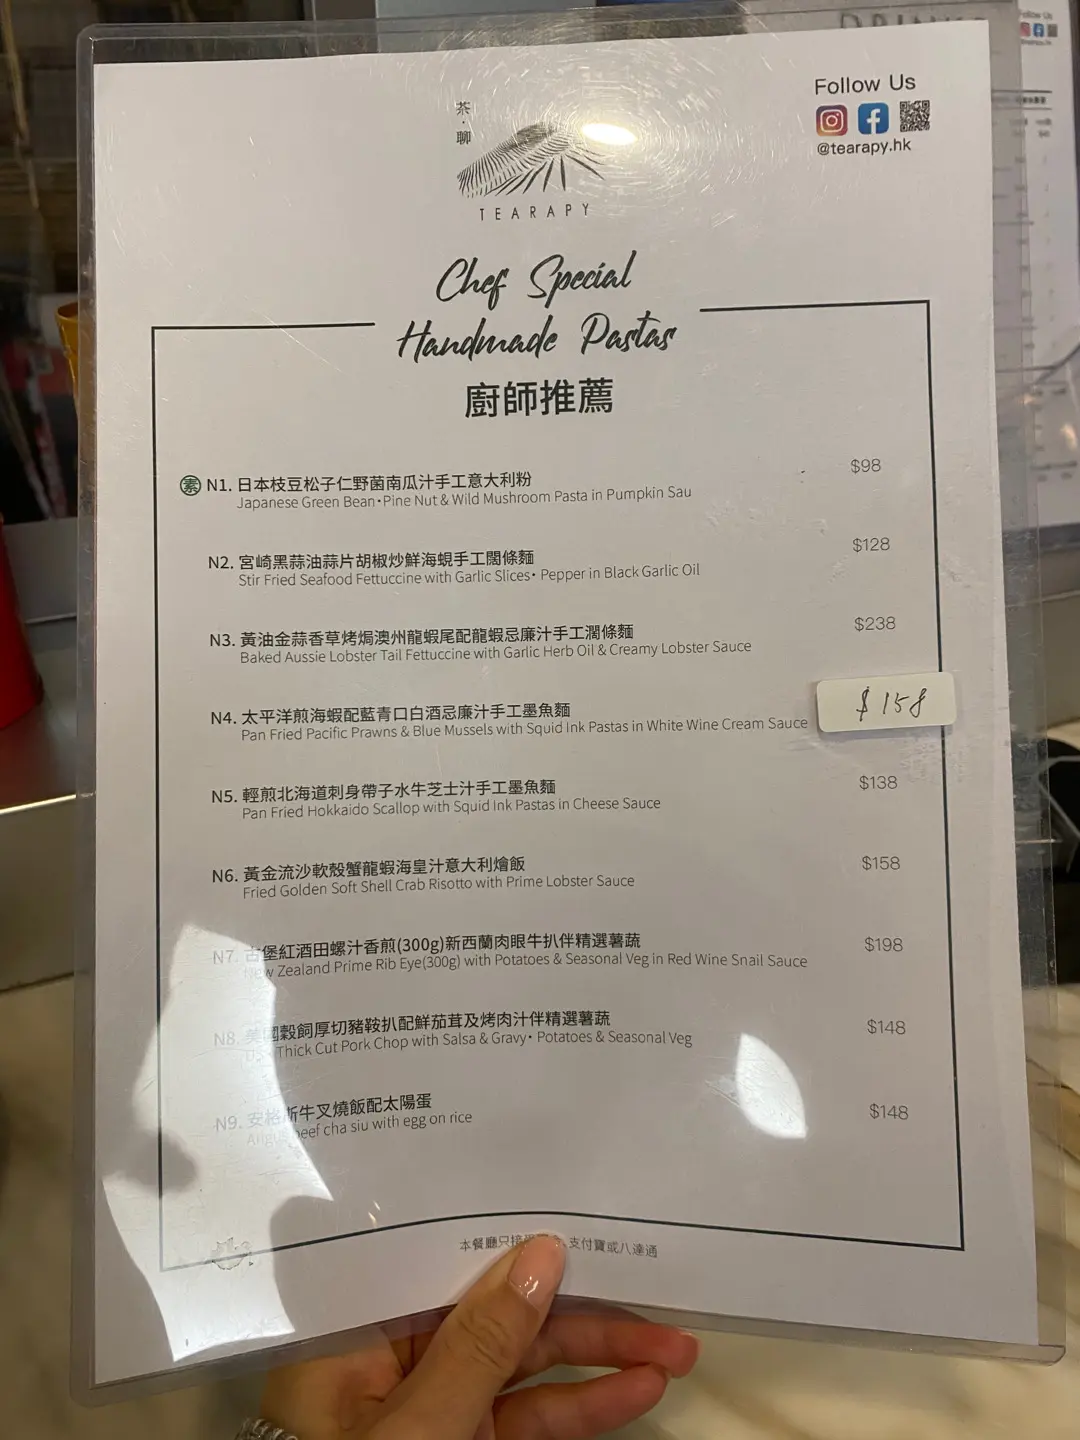 Follow Us
@tearapy.hk
茶·聊
TEARAPY
Chef Special
Handmade Pastas
廚師推薦
素 N1. 日本枝豆松子仁野菌南瓜汁手工意大利粉 $98
Japanese Green Bean•Pine Nut & Wild Mushroom Pasta in Pumpkin Sau
N2. 宮崎黑蒜油蒜片胡椒炒鮮海蜆手工闊條麵 $128
Stir Fried Seafood Fettuccine with Garlic Slices• Pepper in Black Garlic Oil
N3. 黃油金蒜香草烤焗澳州龍蝦尾配龍蝦忌廉汁手工濶條麵 $238
Baked Aussie Lobster Tail Fettuccine with Garlic Herb Oil & Creamy Lobster Sauce
N4. 太平洋煎海蝦配藍青口白酒忌廉汁手工墨魚麵 $158
Pan Fried Pacific Prawns & Blue Mussels with Squid Ink Pastas in White Wine Cream Sauce
N5. 輕煎北海道刺身帶子水牛芝士汁手工墨魚麵 $138
Pan Fried Hokkaido Scallop with Squid Ink Pastas in Cheese Sauce
N6. 黃金流沙軟殼蟹龍蝦海皇汁意大利燴飯 $158
Fried Golden Soft Shell Crab Risotto with Prime Lobster Sauce
N7. 古堡紅酒田螺汁香煎(300g)新西蘭肉眼牛扒伴精選薯蔬 $198
New Zealand Prime Rib Eye(300g) with Potatoes & Seasonal Veg in Red Wine Snail Sauce
N8. 美國穀飼厚切豬鞍扒配鮮茄茸及烤肉汁伴精選薯蔬 $148
Thick Cut Pork Chop with Salsa & Gravy• Potatoes & Seasonal Veg
N9. 安格斯牛叉燒飯配太陽蛋 $148
Angus beef cha siu with egg on rice
本餐廳只接 、支付寶或八達通